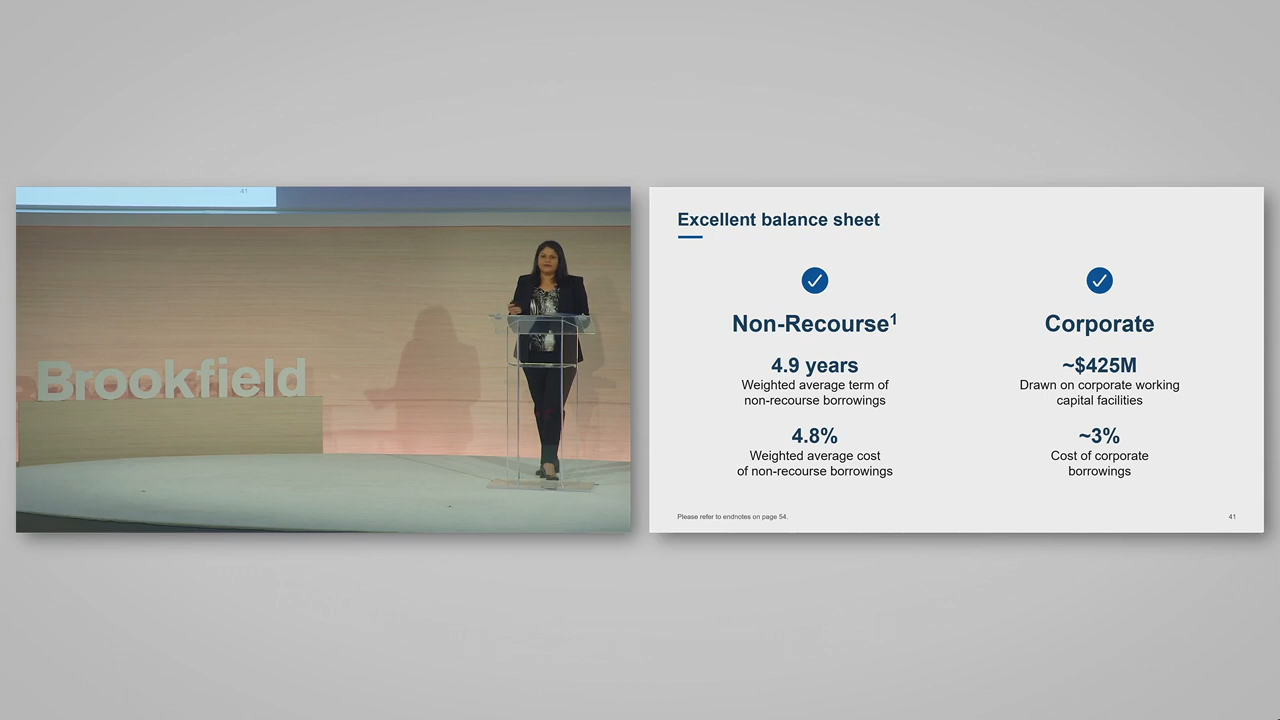 41
Brookfield
Excellent balance sheet
Non-Recourse¹
4.9 years
Weighted average term of
non-recourse borrowings
4.8%
Weighted average cost
of non-recourse borrowings
Corporate
~$425M
Drawn on corporate working
capital facilities
~3%
Cost of corporate
borrowings
Please refer to endnotes on page 54.
41